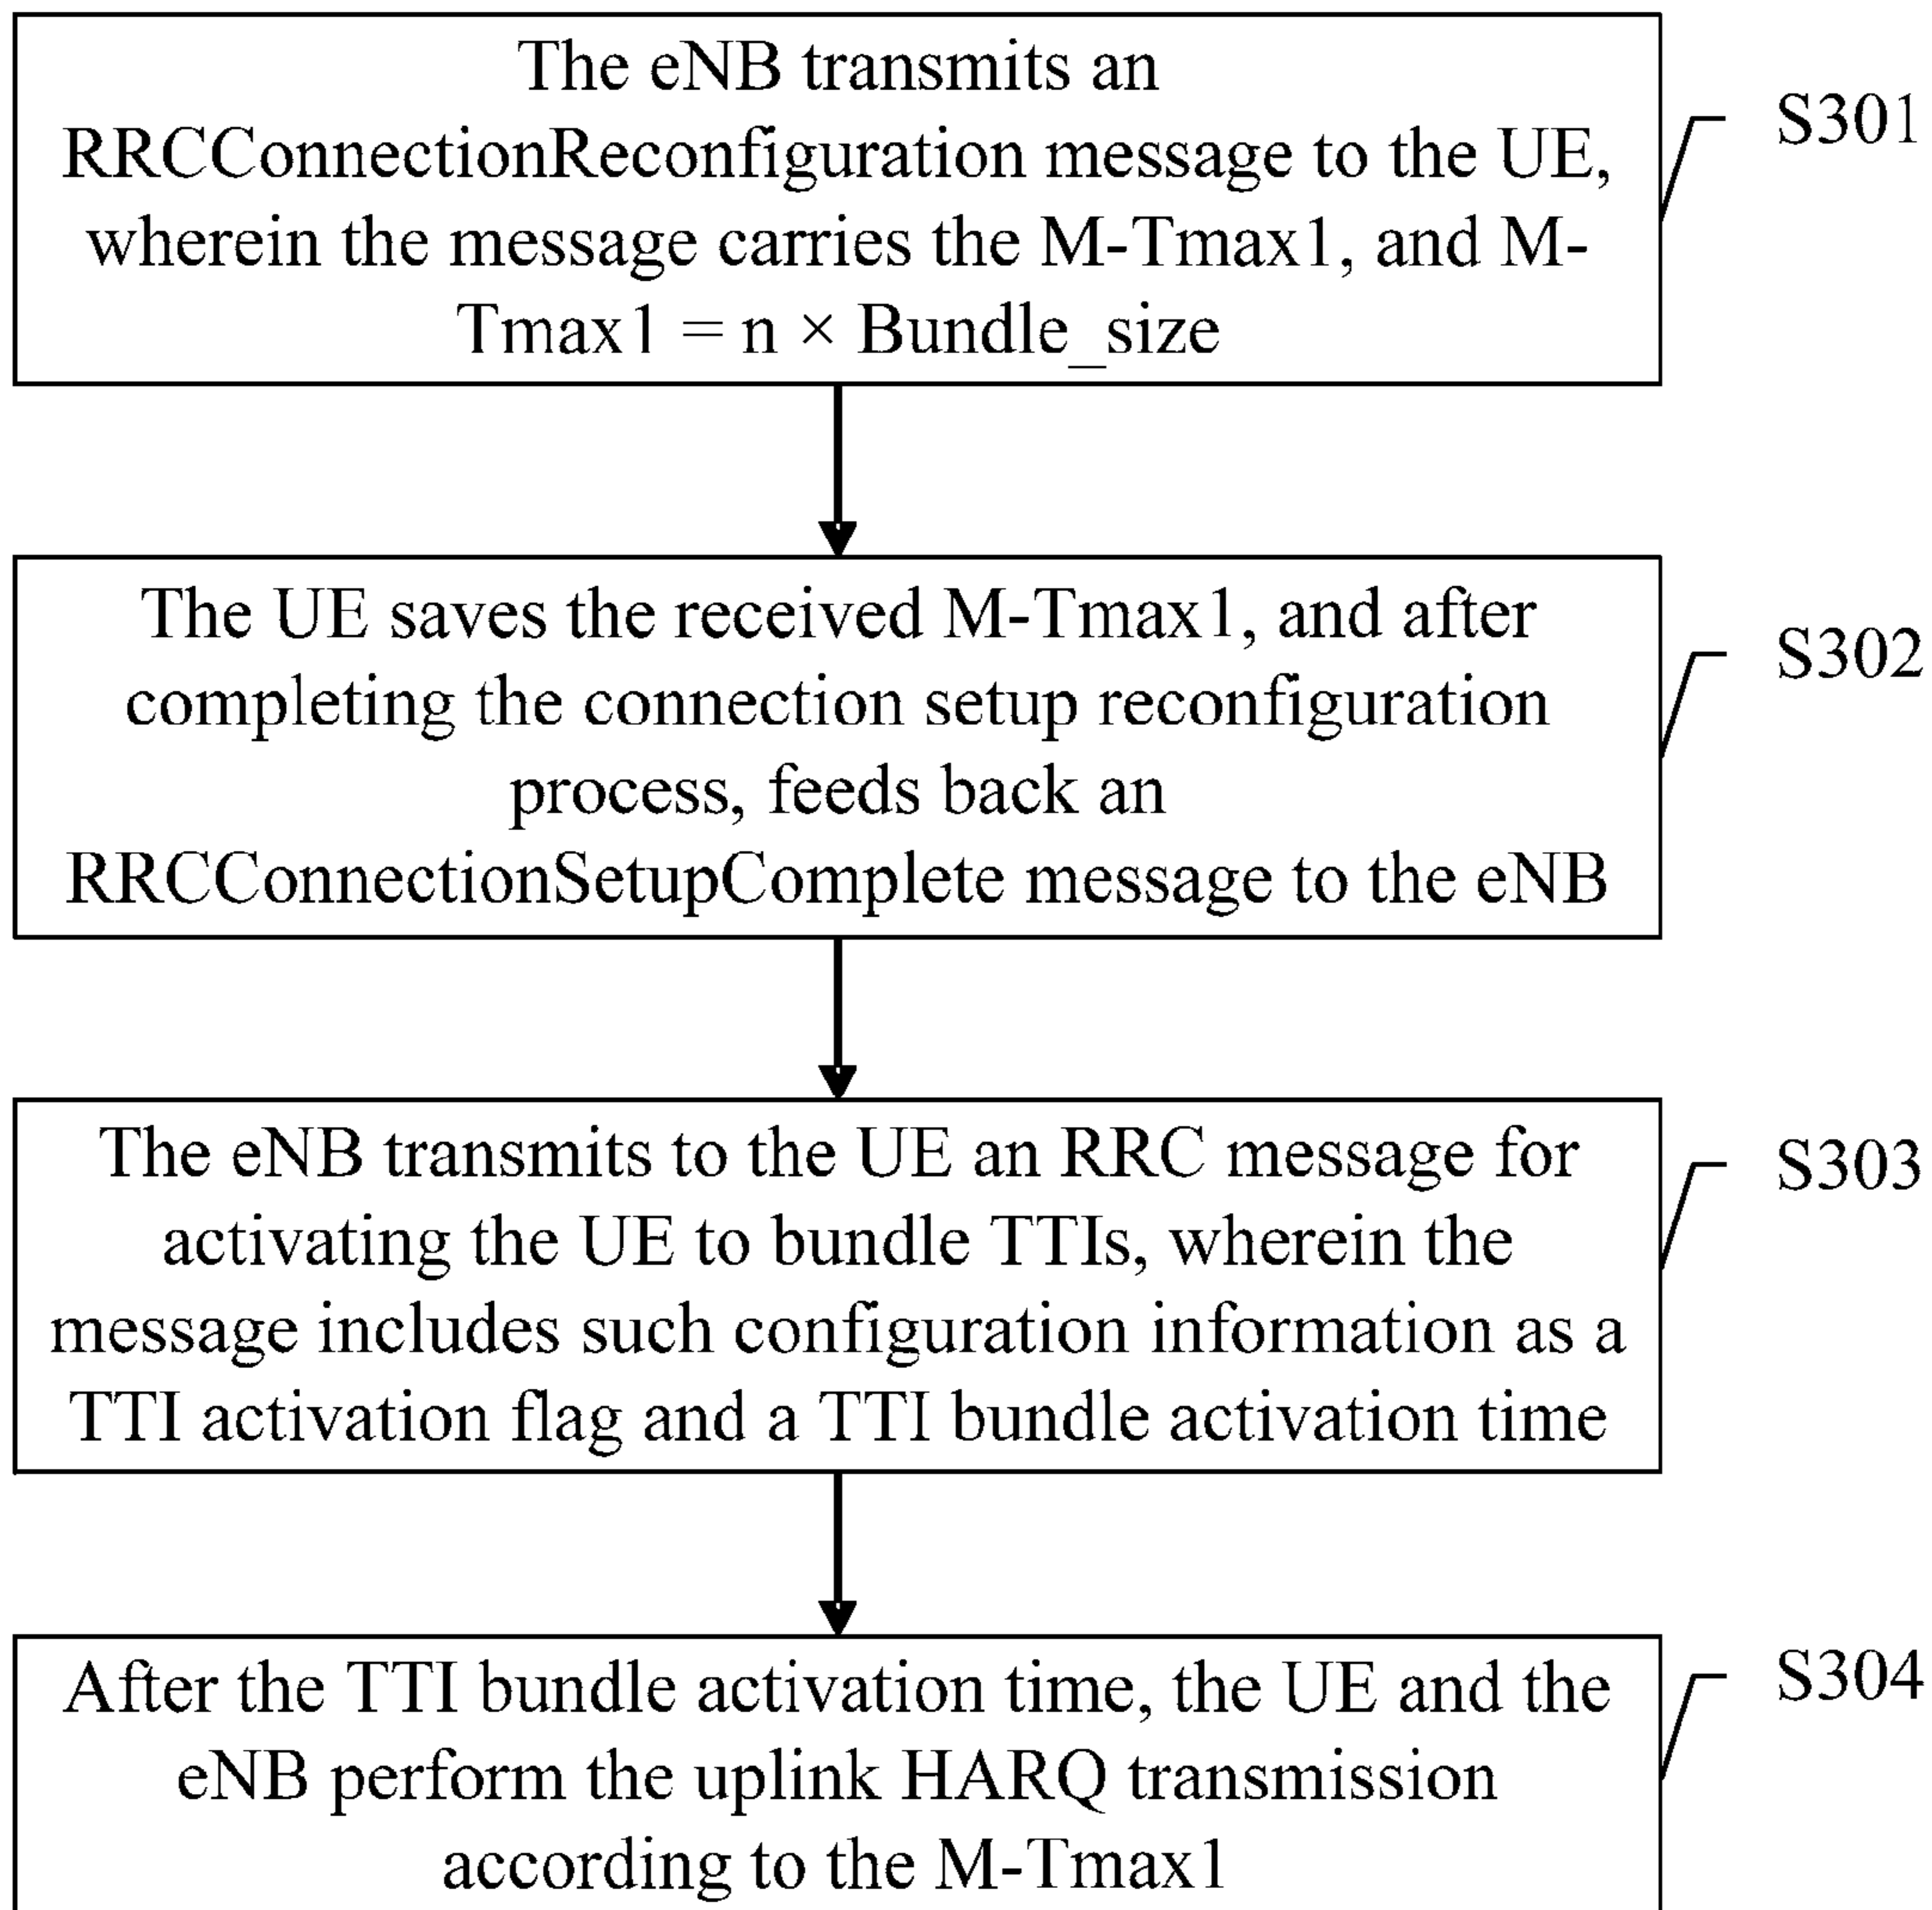 The eNB transmits an
RRCConnectionReconfiguration message to the UE,
wherein the message carries the M-Tmax1, and M-
Tmax1 = n × Bundle_size
S301
The UE saves the received M-Tmax1, and after
completing the connection setup reconfiguration
process, feeds back an
RRCConnectionSetupComplete message to the eNB
S302
The eNB transmits to the UE an RRC message for
activating the UE to bundle TTIs, wherein the
message includes such configuration information as a
TTI activation flag and a TTI bundle activation time
S303
After the TTI bundle activation time, the UE and the
eNB perform the uplink HARQ transmission
according to the M-Tmax1
S304